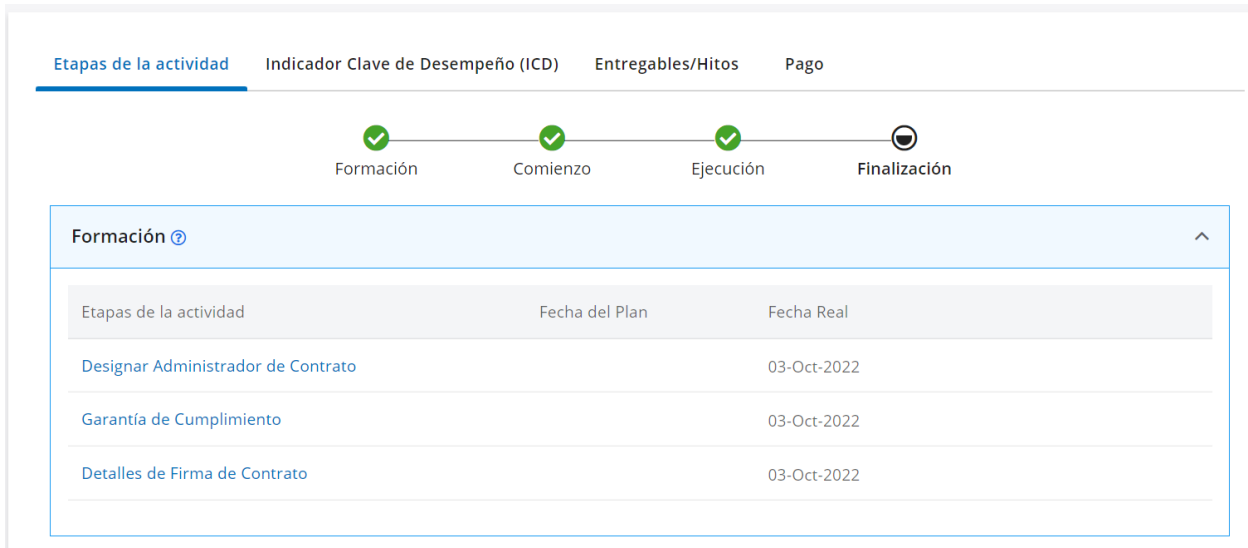 Etapas de la actividad Indicador Clave de Desempeño (ICD) Entregables/Hitos Pago
Formación Comienzo Ejecución Finalización
Formación
Etapas de la actividad Fecha del Plan Fecha Real
Designar Administrador de Contrato 03-Oct-2022
Garantía de Cumplimiento 03-Oct-2022
Detalles de Firma de Contrato 03-Oct-2022